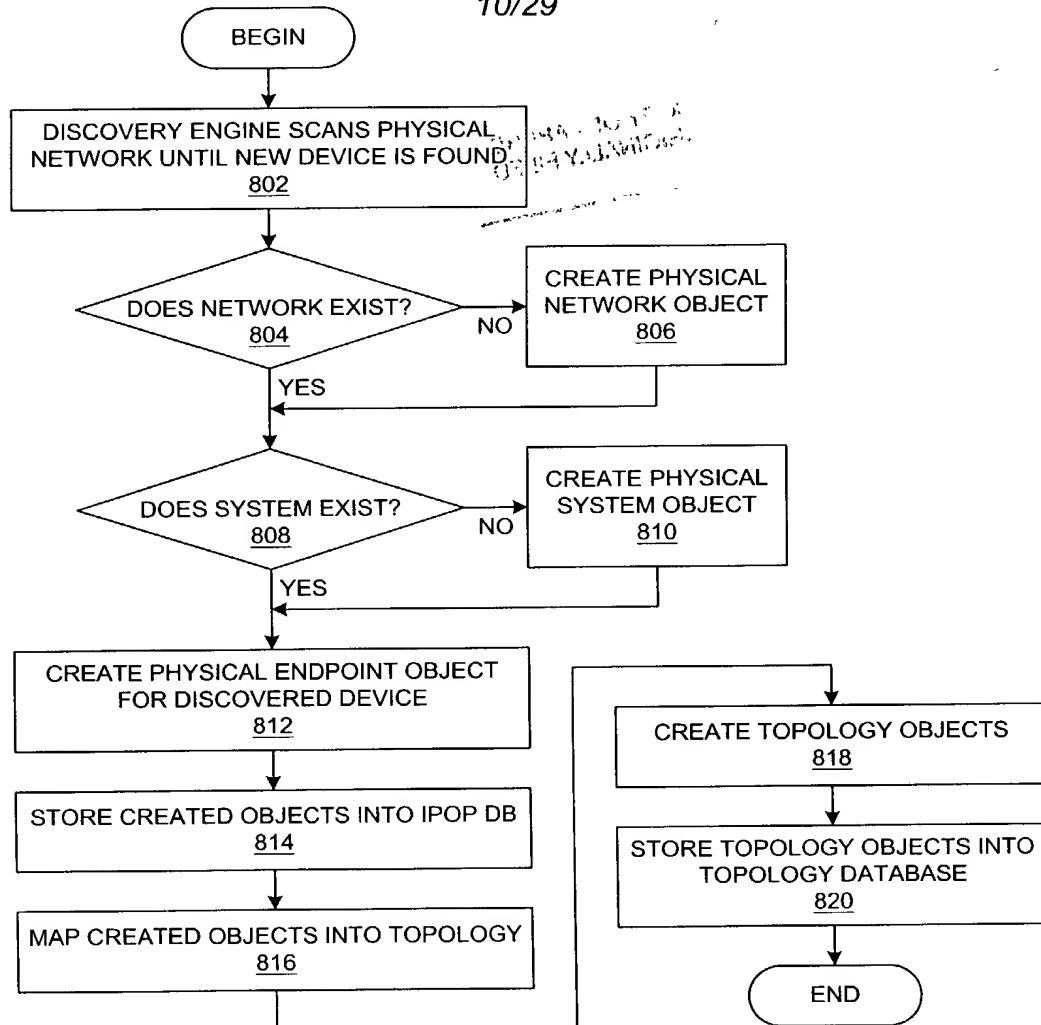 10/29
BEGIN
DISCOVERY ENGINE SCANS PHYSICAL
NETWORK UNTIL NEW DEVICE IS FOUND
802
DOES NETWORK EXIST?
804
NO
CREATE PHYSICAL
NETWORK OBJECT
806
YES
DOES SYSTEM EXIST?
808
NO
CREATE PHYSICAL
SYSTEM OBJECT
810
YES
CREATE PHYSICAL ENDPOINT OBJECT
FOR DISCOVERED DEVICE
812
STORE CREATED OBJECTS INTO IPOP DB
814
MAP CREATED OBJECTS INTO TOPOLOGY
816
CREATE TOPOLOGY OBJECTS
818
STORE TOPOLOGY OBJECTS INTO
TOPOLOGY DATABASE
820
END